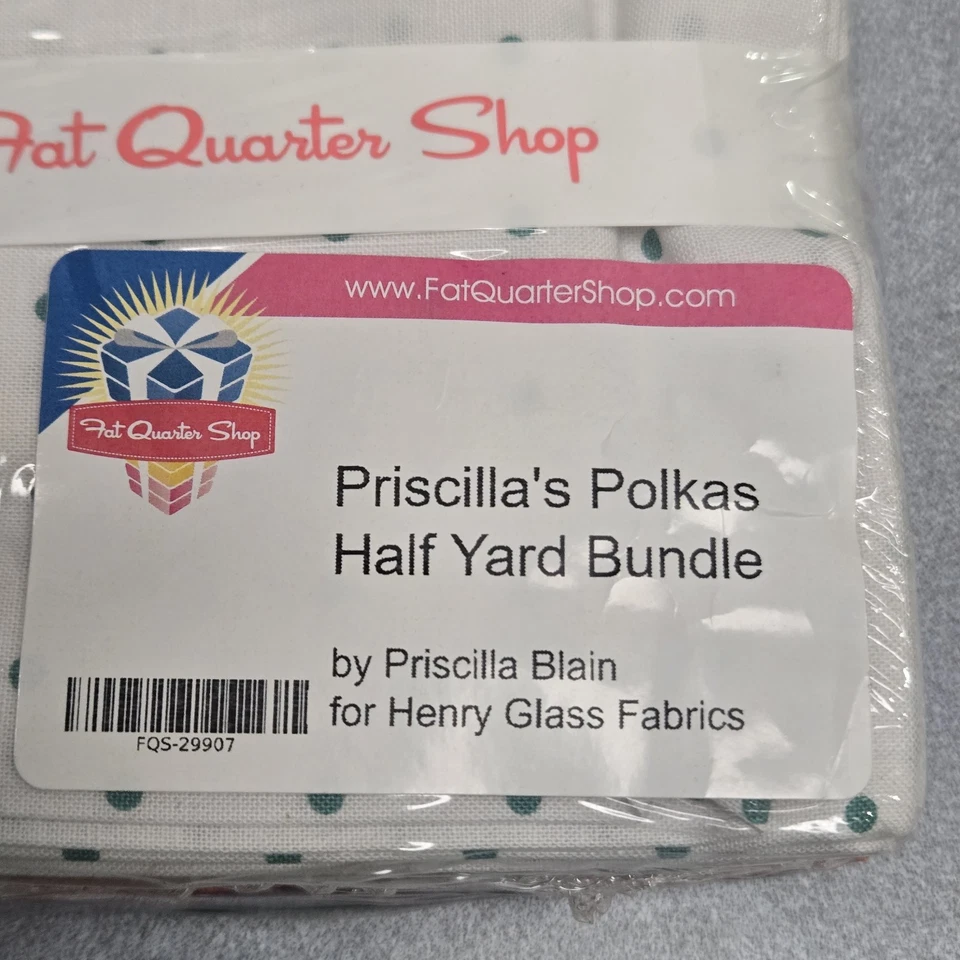 Fat Quarter Shop
www.FatQuarterShop.com
Fat Quarter Shop
Priscilla's Polkas
Half Yard Bundle
by Priscilla Blain
for Henry Glass Fabrics
FQS-29907